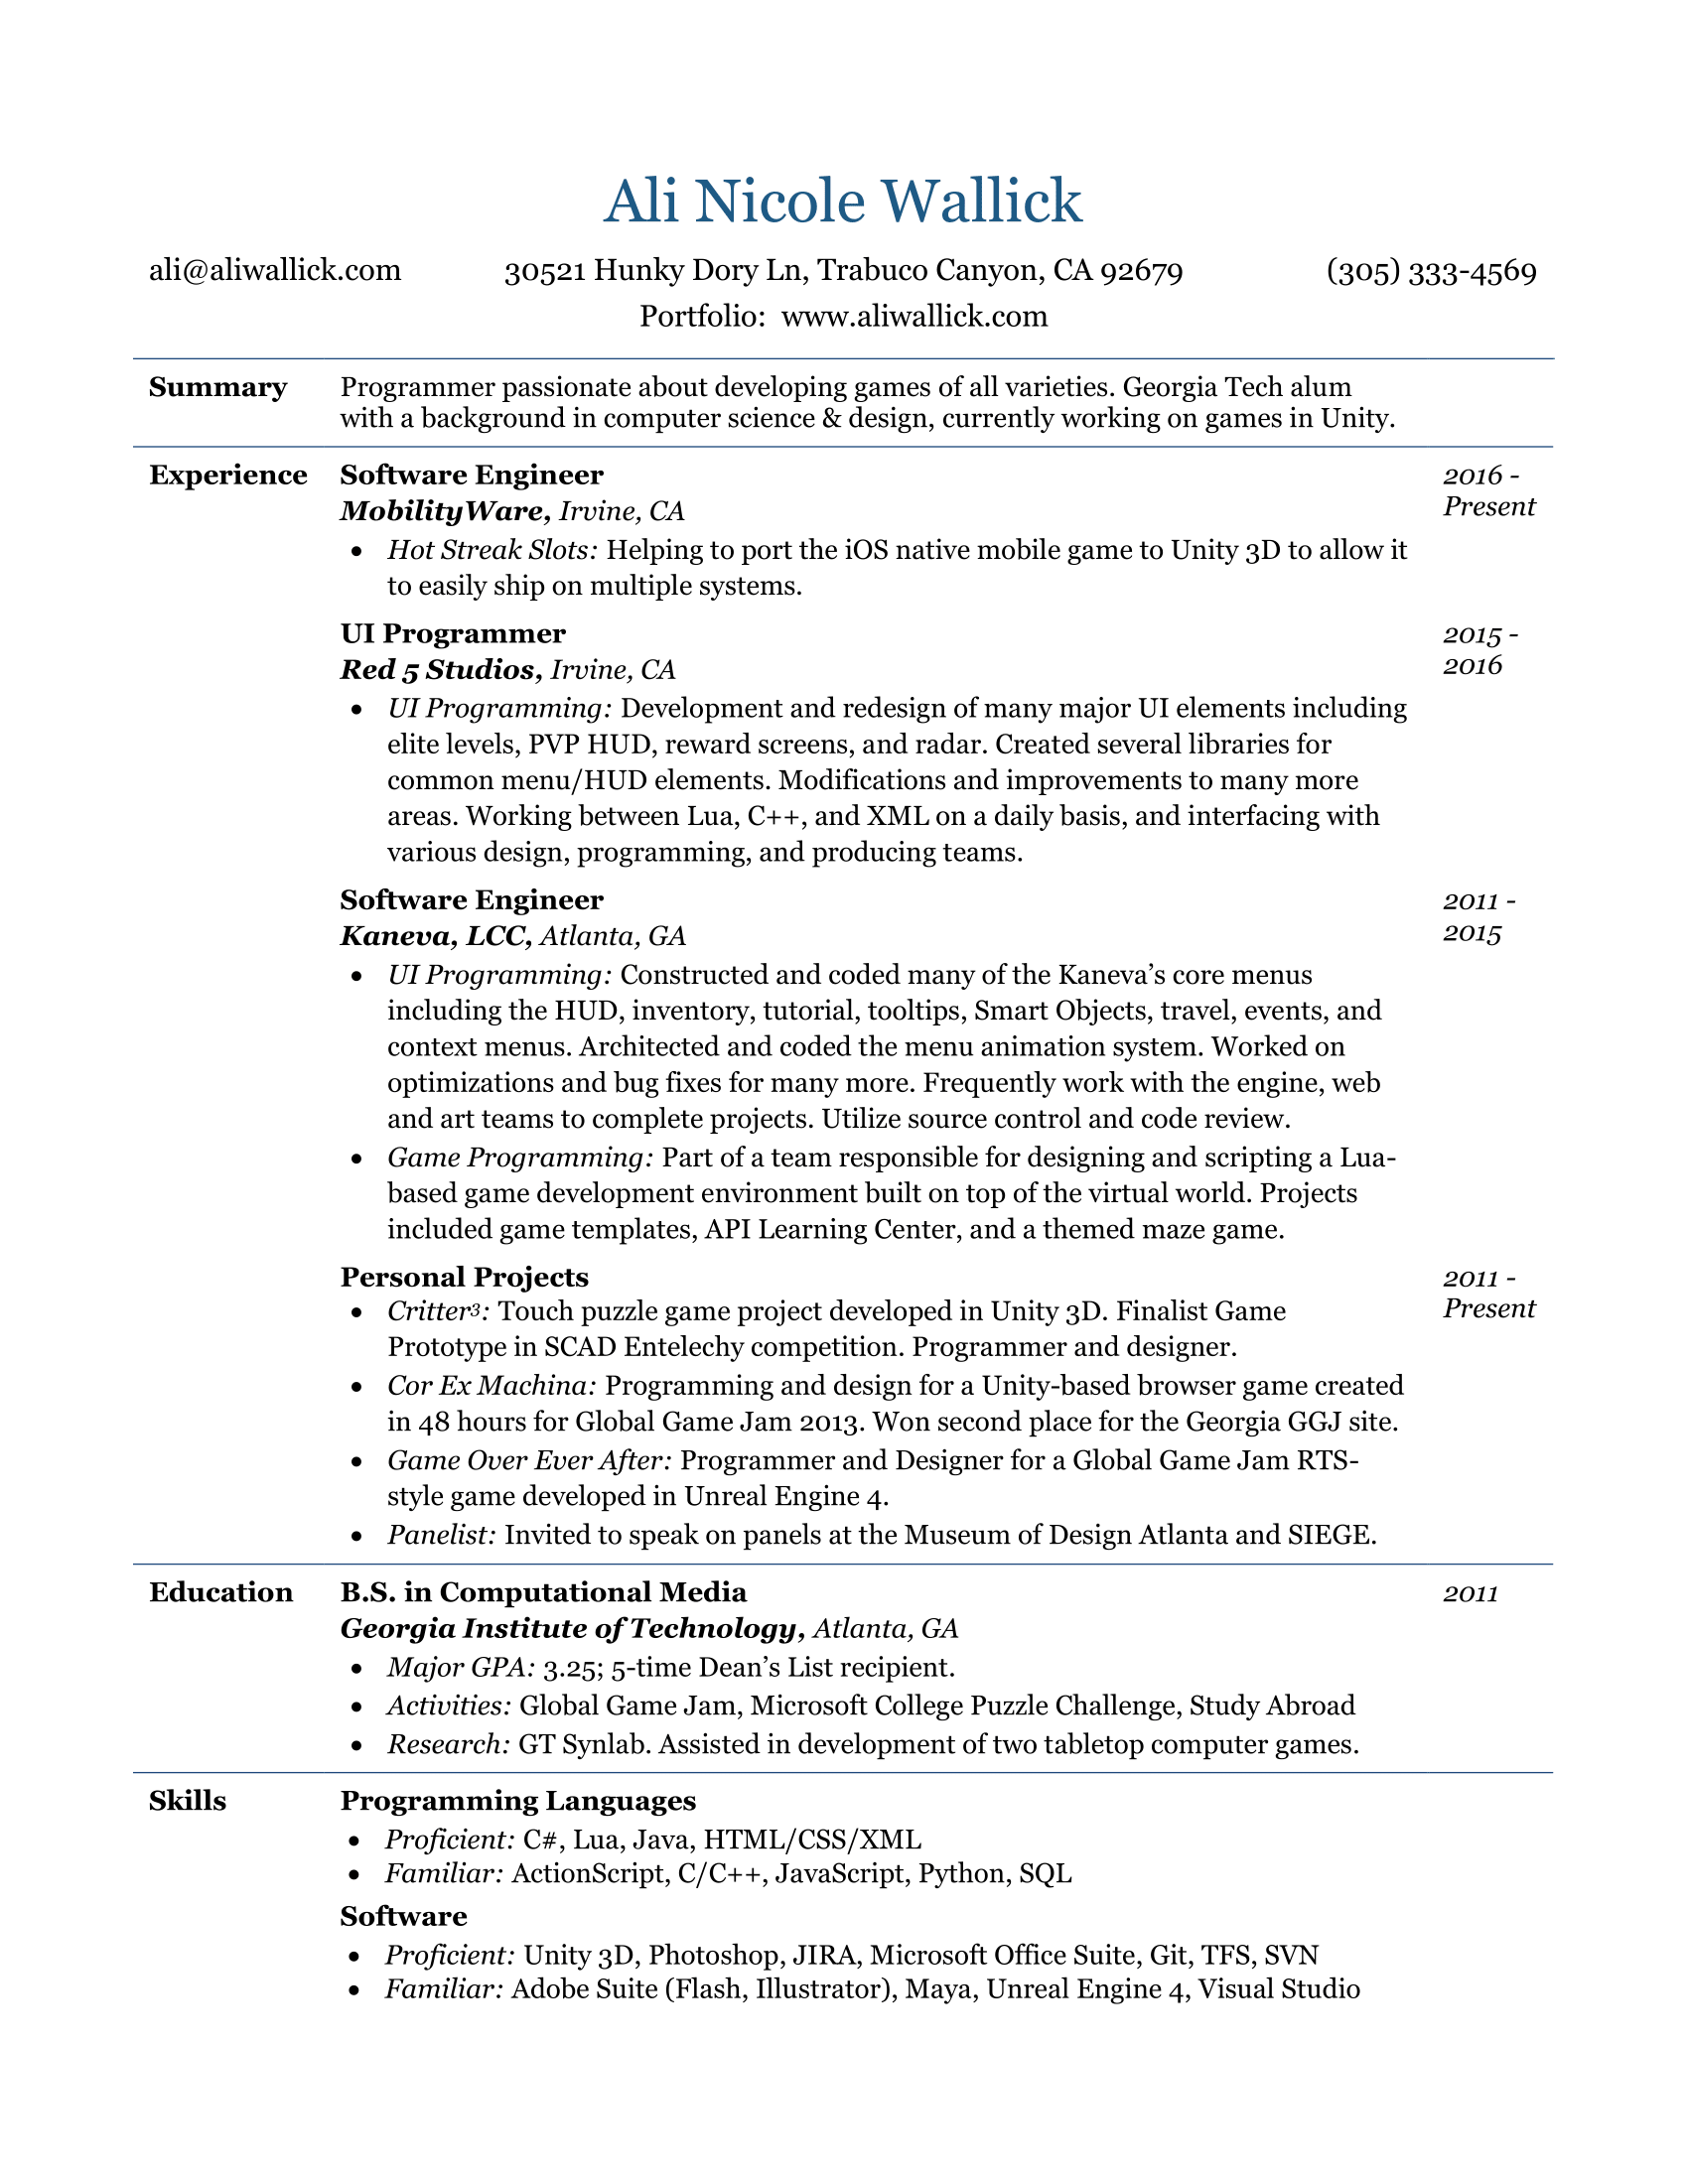 Ali Nicole Wallick
ali@aliwallick.com 30521 Hunky Dory Ln, Trabuco Canyon, CA 92679 (305) 333-4569
Portfolio: www.aliwallick.com
Summary Programmer passionate about developing games of all varieties. Georgia Tech alum
with a background in computer science & design, currently working on games in Unity.
Experience Software Engineer 2016 -
MobilityWare, Irvine, CA Present
• Hot Streak Slots: Helping to port the iOS native mobile game to Unity 3D to allow it
to easily ship on multiple systems.
UI Programmer 2015 -
Red 5 Studios, Irvine, CA 2016
• UI Programming: Development and redesign of many major UI elements including
elite levels, PVP HUD, reward screens, and radar. Created several libraries for
common menu/HUD elements. Modifications and improvements to many more
areas. Working between Lua, C++, and XML on a daily basis, and interfacing with
various design, programming, and producing teams.
Software Engineer 2011 -
Kaneva, LCC, Atlanta, GA 2015
• UI Programming: Constructed and coded many of the Kaneva’s core menus
including the HUD, inventory, tutorial, tooltips, Smart Objects, travel, events, and
context menus. Architected and coded the menu animation system. Worked on
optimizations and bug fixes for many more. Frequently work with the engine, web
and art teams to complete projects. Utilize source control and code review.
• Game Programming: Part of a team responsible for designing and scripting a Lua-
based game development environment built on top of the virtual world. Projects
included game templates, API Learning Center, and a themed maze game.
Personal Projects 2011 -
• Critter³: Touch puzzle game project developed in Unity 3D. Finalist Game Present
Prototype in SCAD Entelechy competition. Programmer and designer.
• Cor Ex Machina: Programming and design for a Unity-based browser game created
in 48 hours for Global Game Jam 2013. Won second place for the Georgia GGJ site.
• Game Over Ever After: Programmer and Designer for a Global Game Jam RTS-
style game developed in Unreal Engine 4.
• Panelist: Invited to speak on panels at the Museum of Design Atlanta and SIEGE.
Education B.S. in Computational Media 2011
Georgia Institute of Technology, Atlanta, GA
• Major GPA: 3.25; 5-time Dean’s List recipient.
• Activities: Global Game Jam, Microsoft College Puzzle Challenge, Study Abroad
• Research: GT Synlab. Assisted in development of two tabletop computer games.
Skills Programming Languages
• Proficient: C#, Lua, Java, HTML/CSS/XML
• Familiar: ActionScript, C/C++, JavaScript, Python, SQL
Software
• Proficient: Unity 3D, Photoshop, JIRA, Microsoft Office Suite, Git, TFS, SVN
• Familiar: Adobe Suite (Flash, Illustrator), Maya, Unreal Engine 4, Visual Studio